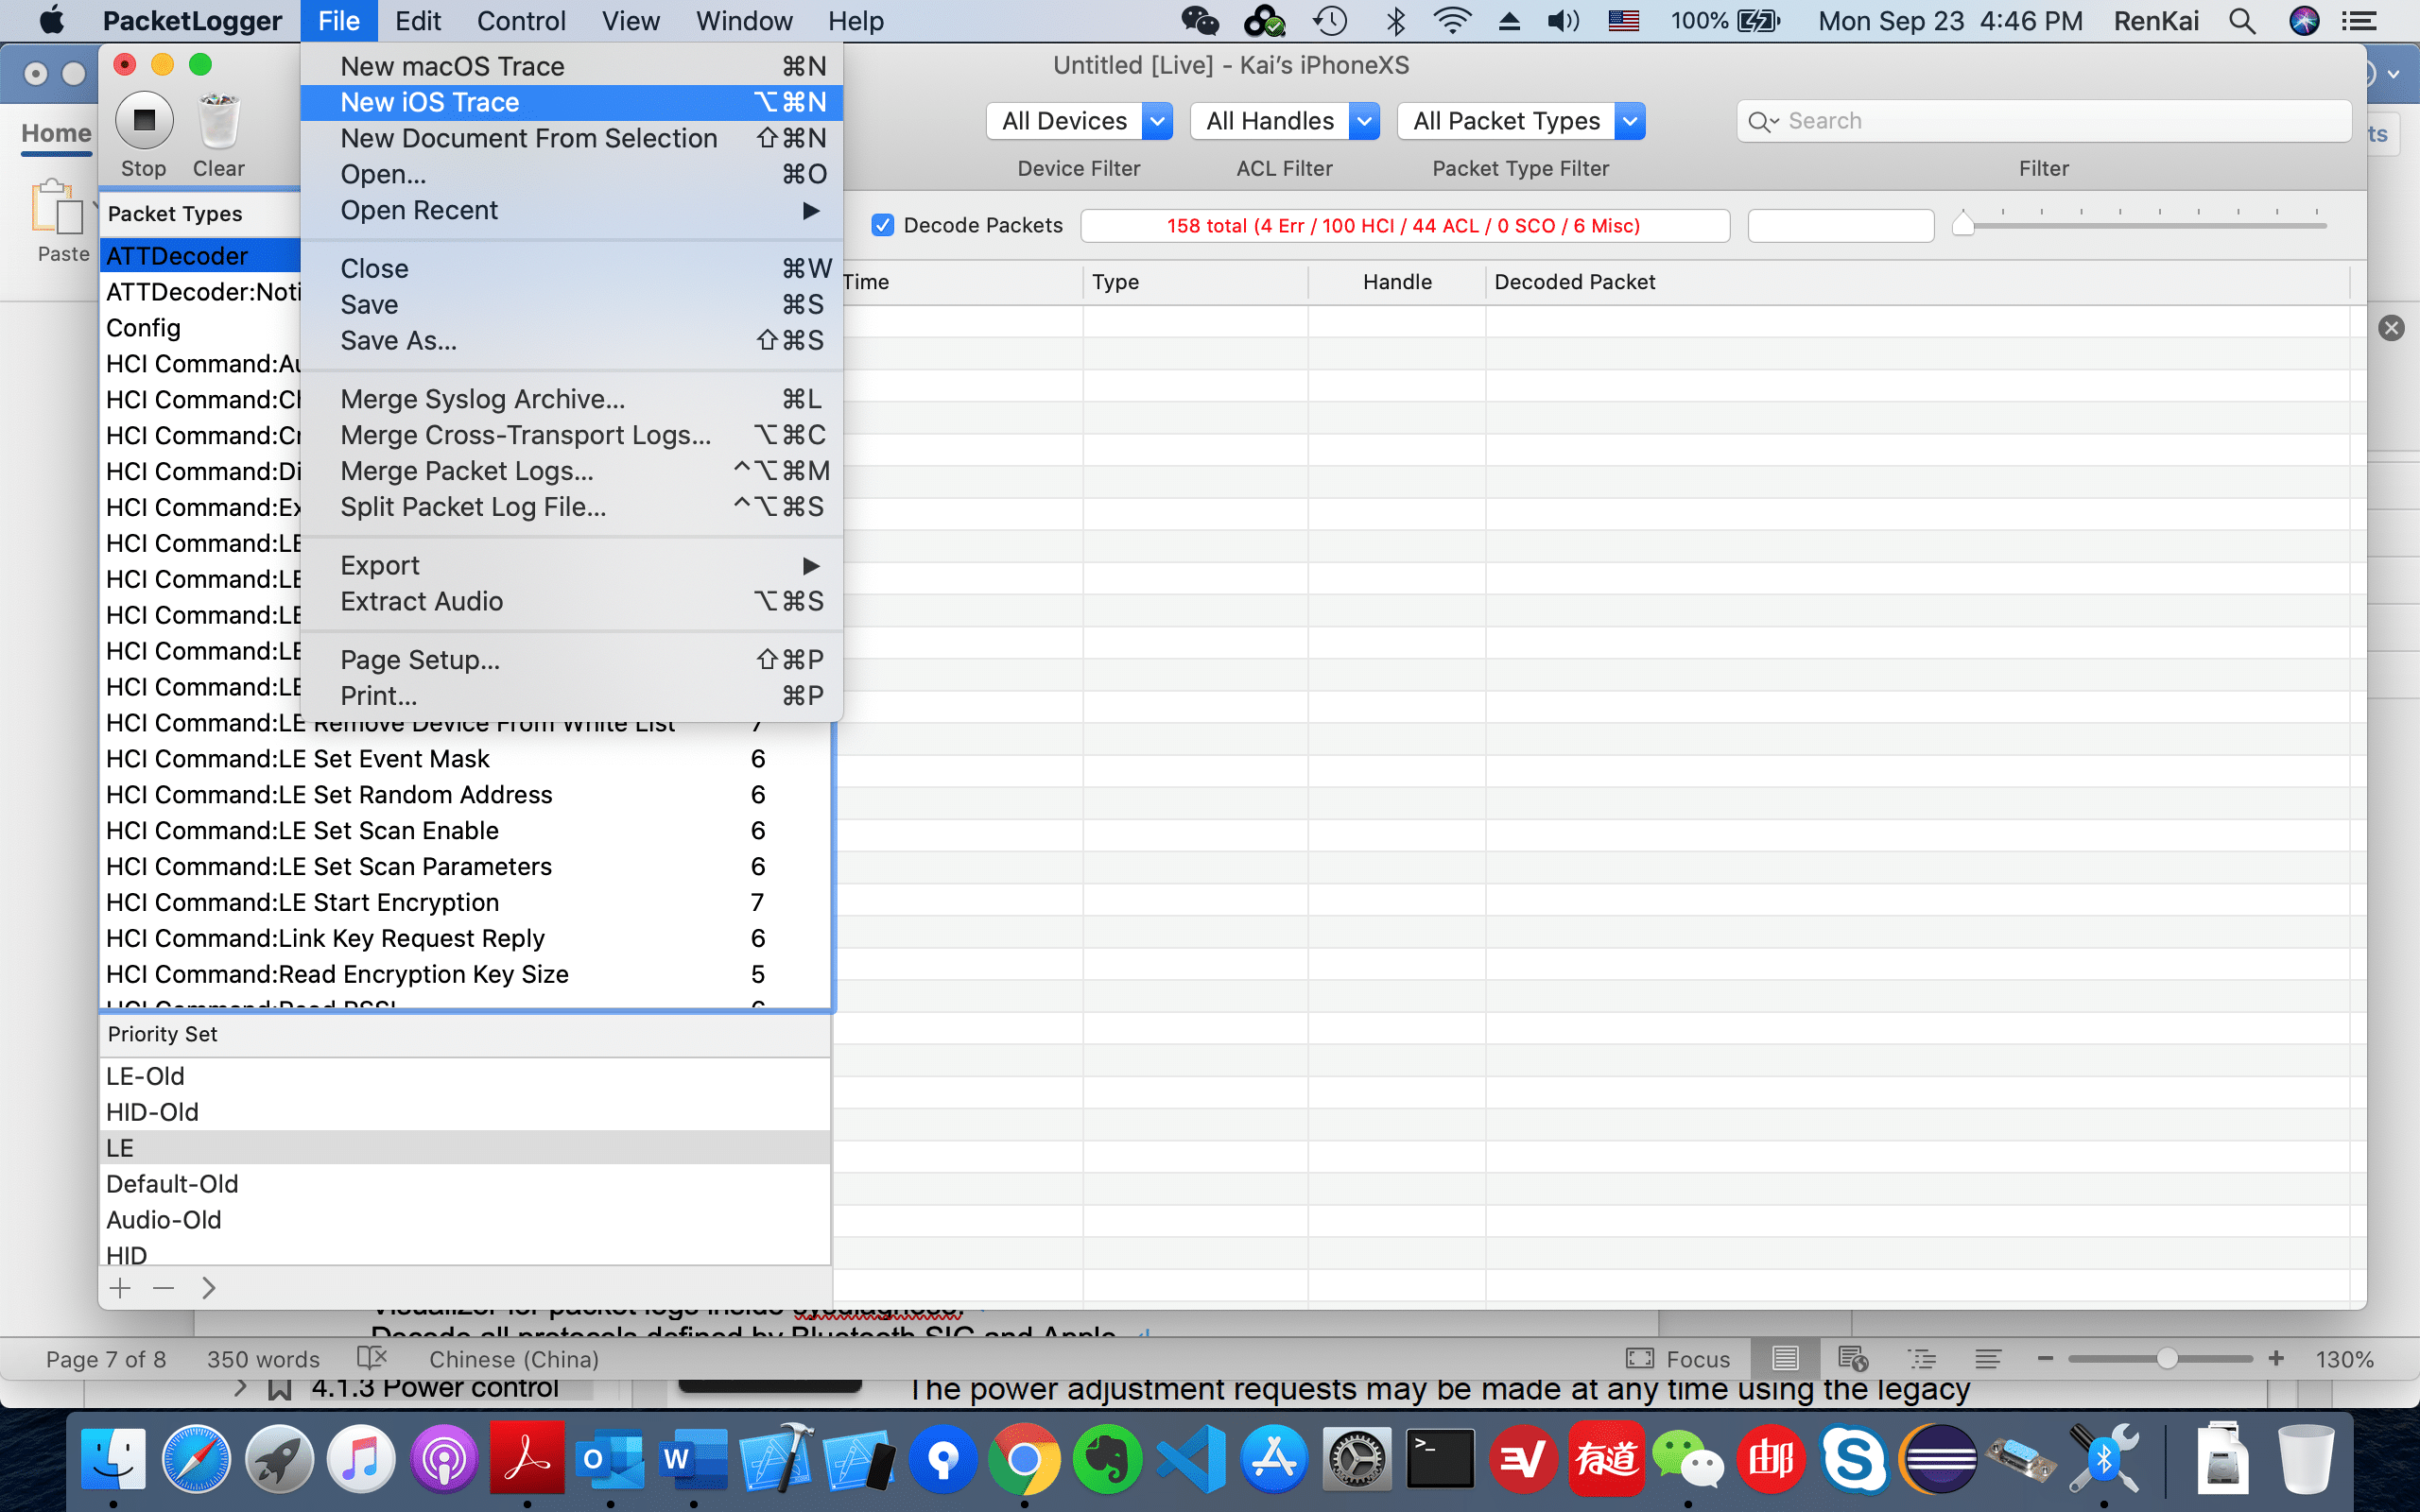 PacketLogger File Edit Control View Window Help 100% Mon Sep 23 4:46 PM RenKai
Untitled [Live] - Kai’s iPhoneXS
New macOS Trace ⌘N
New iOS Trace ⌥⌘N
New Document From Selection ⇧⌘N
Open... ⌘O
Open Recent ▶
Close ⌘W
Save ⌘S
Save As... ⇧⌘S
Merge Syslog Archive... ⌘L
Merge Cross-Transport Logs... ⌥⌘C
Merge Packet Logs... ^⌥⌘M
Split Packet Log File... ^⌥⌘S
Export ▶
Extract Audio ⌥⌘S
Page Setup... ⇧⌘P
Print... ⌘P
Home
Paste
Stop Clear
All Devices All Handles All Packet Types Search
Device Filter ACL Filter Packet Type Filter Filter
ts
Decode Packets 158 total (4 Err / 100 HCI / 44 ACL / 0 SCO / 6 Misc)
Time Type Handle Decoded Packet
Packet Types
ATTDecoder
ATTDecoder:Noti
Config
HCI Command:Au
HCI Command:Ch
HCI Command:Cr
HCI Command:Di
HCI Command:Ex
HCI Command:LE
HCI Command:LE
HCI Command:LE
HCI Command:LE
HCI Command:LE
HCI Command:LE Remove Device From White List 7
HCI Command:LE Set Event Mask 6
HCI Command:LE Set Random Address 6
HCI Command:LE Set Scan Enable 6
HCI Command:LE Set Scan Parameters 6
HCI Command:LE Start Encryption 7
HCI Command:Link Key Request Reply 6
HCI Command:Read Encryption Key Size 5
HCI Command:Read RSSI 6
Priority Set
LE-Old
HID-Old
LE
Default-Old
Audio-Old
HID
Visualizer for packet logs inside sysdiagnose.
Decode all protocols defined by Bluetooth SIG and Apple.
Page 7 of 8 350 words Chinese (China) Focus 130%
4.1.3 Power control
The power adjustment requests may be made at any time using the legacy
有道
邮